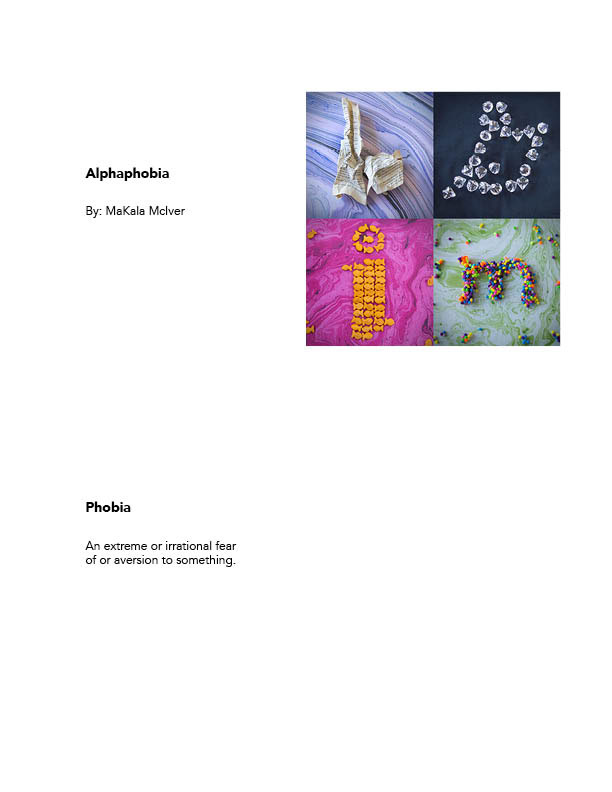 Alphaphobia
By: MaKala McIver
i m
Phobia
An extreme or irrational fear
of or aversion to something.